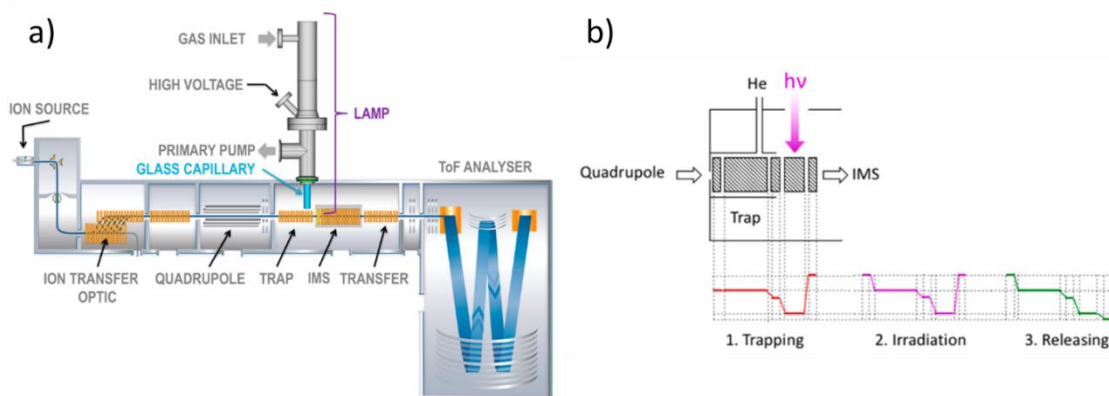 a)
GAS INLET
HIGH VOLTAGE
LAMP
ION SOURCE
PRIMARY PUMP
GLASS CAPILLARY
ToF ANALYSER
ION TRANSFER
OPTIC
QUADRUPOLE
TRAP
IMS
TRANSFER
b)
He
hν
Quadrupole
IMS
Trap
1. Trapping
2. Irradiation
3. Releasing